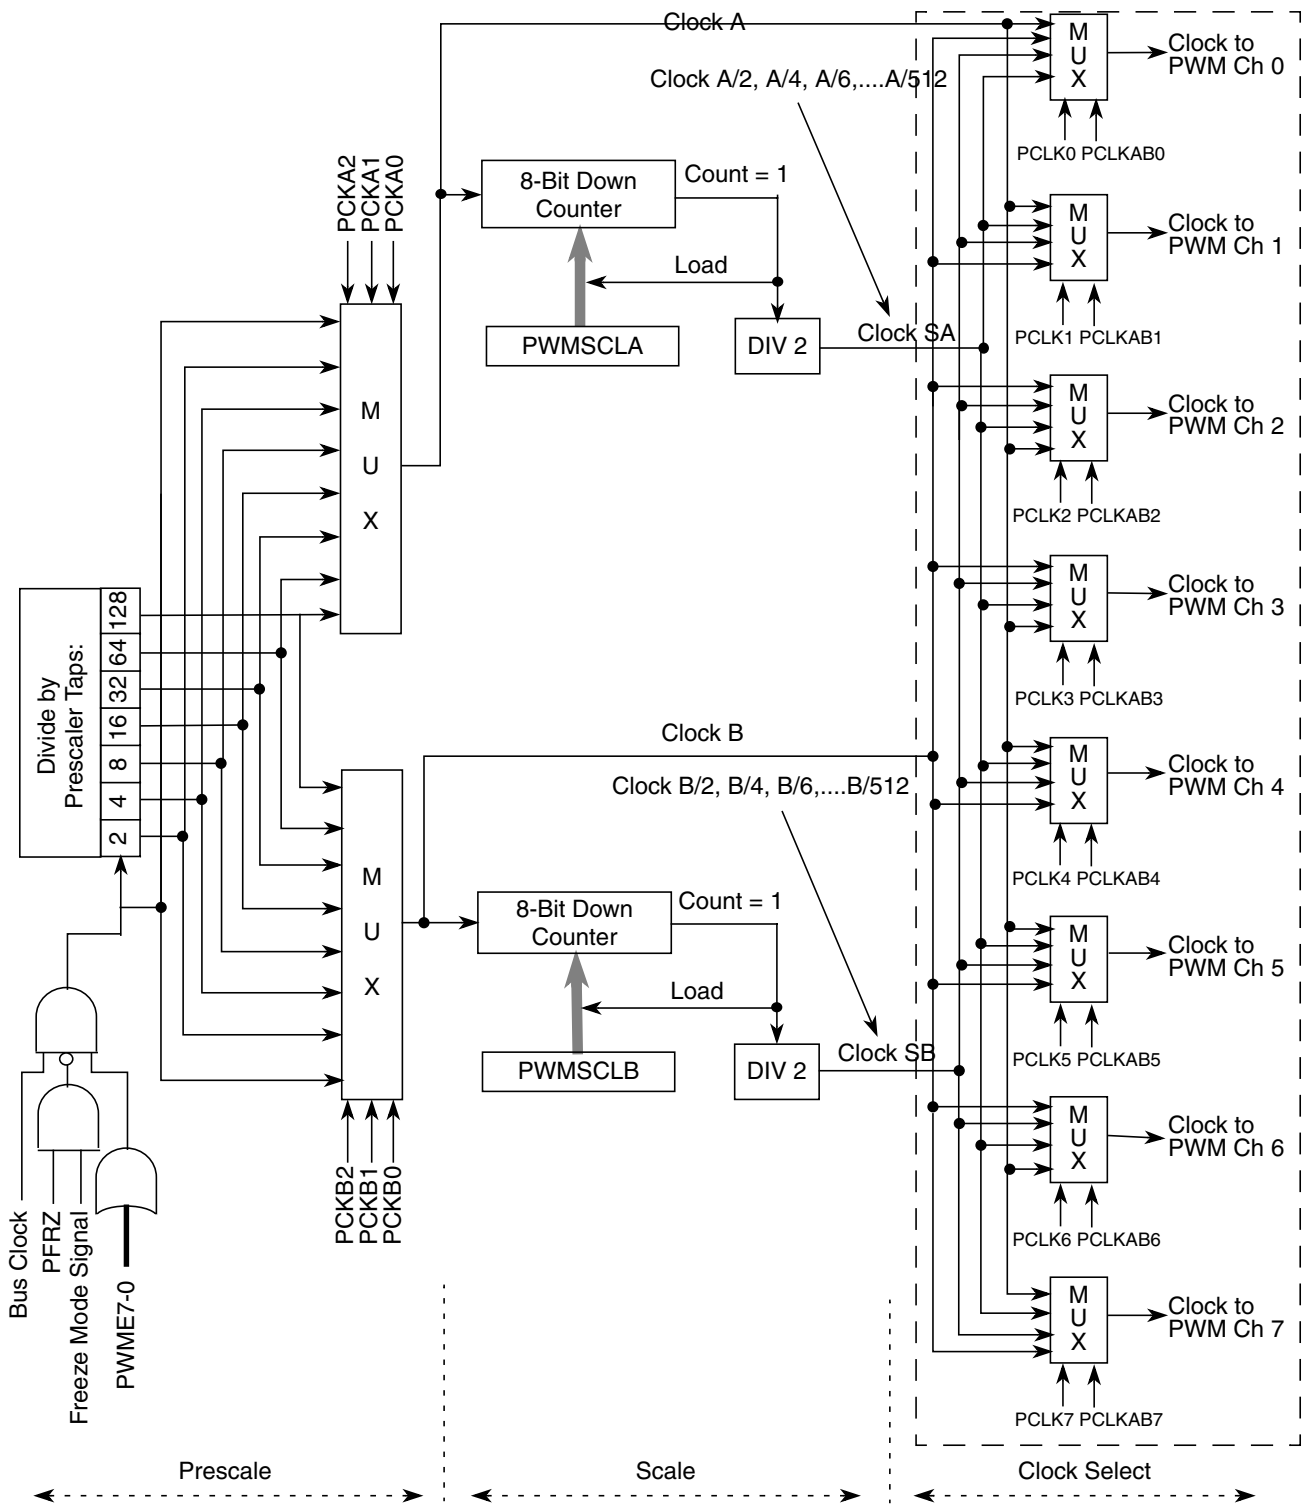 Clock A
Clock A/2, A/4, A/6,....A/512
PCKA2
PCKA1
PCKA0
8-Bit Down
Counter
Count = 1
Load
PWMSCLA
DIV 2
Clock SA
M
U
X
Divide by
Prescaler Taps:
128
64
32
16
8
4
2
Clock B
Clock B/2, B/4, B/6,....B/512
M
U
X
8-Bit Down
Counter
Count = 1
Load
PWMSCLB
DIV 2
Clock SB
PCKB2
PCKB1
PCKB0
Bus Clock
PFRZ
Freeze Mode Signal
PWME7-0
M
U
X
Clock to
PWM Ch 0
PCLK0 PCLKAB0
M
U
X
Clock to
PWM Ch 1
PCLK1 PCLKAB1
M
U
X
Clock to
PWM Ch 2
PCLK2 PCLKAB2
M
U
X
Clock to
PWM Ch 3
PCLK3 PCLKAB3
M
U
X
Clock to
PWM Ch 4
PCLK4 PCLKAB4
M
U
X
Clock to
PWM Ch 5
PCLK5 PCLKAB5
M
U
X
Clock to
PWM Ch 6
PCLK6 PCLKAB6
M
U
X
Clock to
PWM Ch 7
PCLK7 PCLKAB7
Prescale
Scale
Clock Select